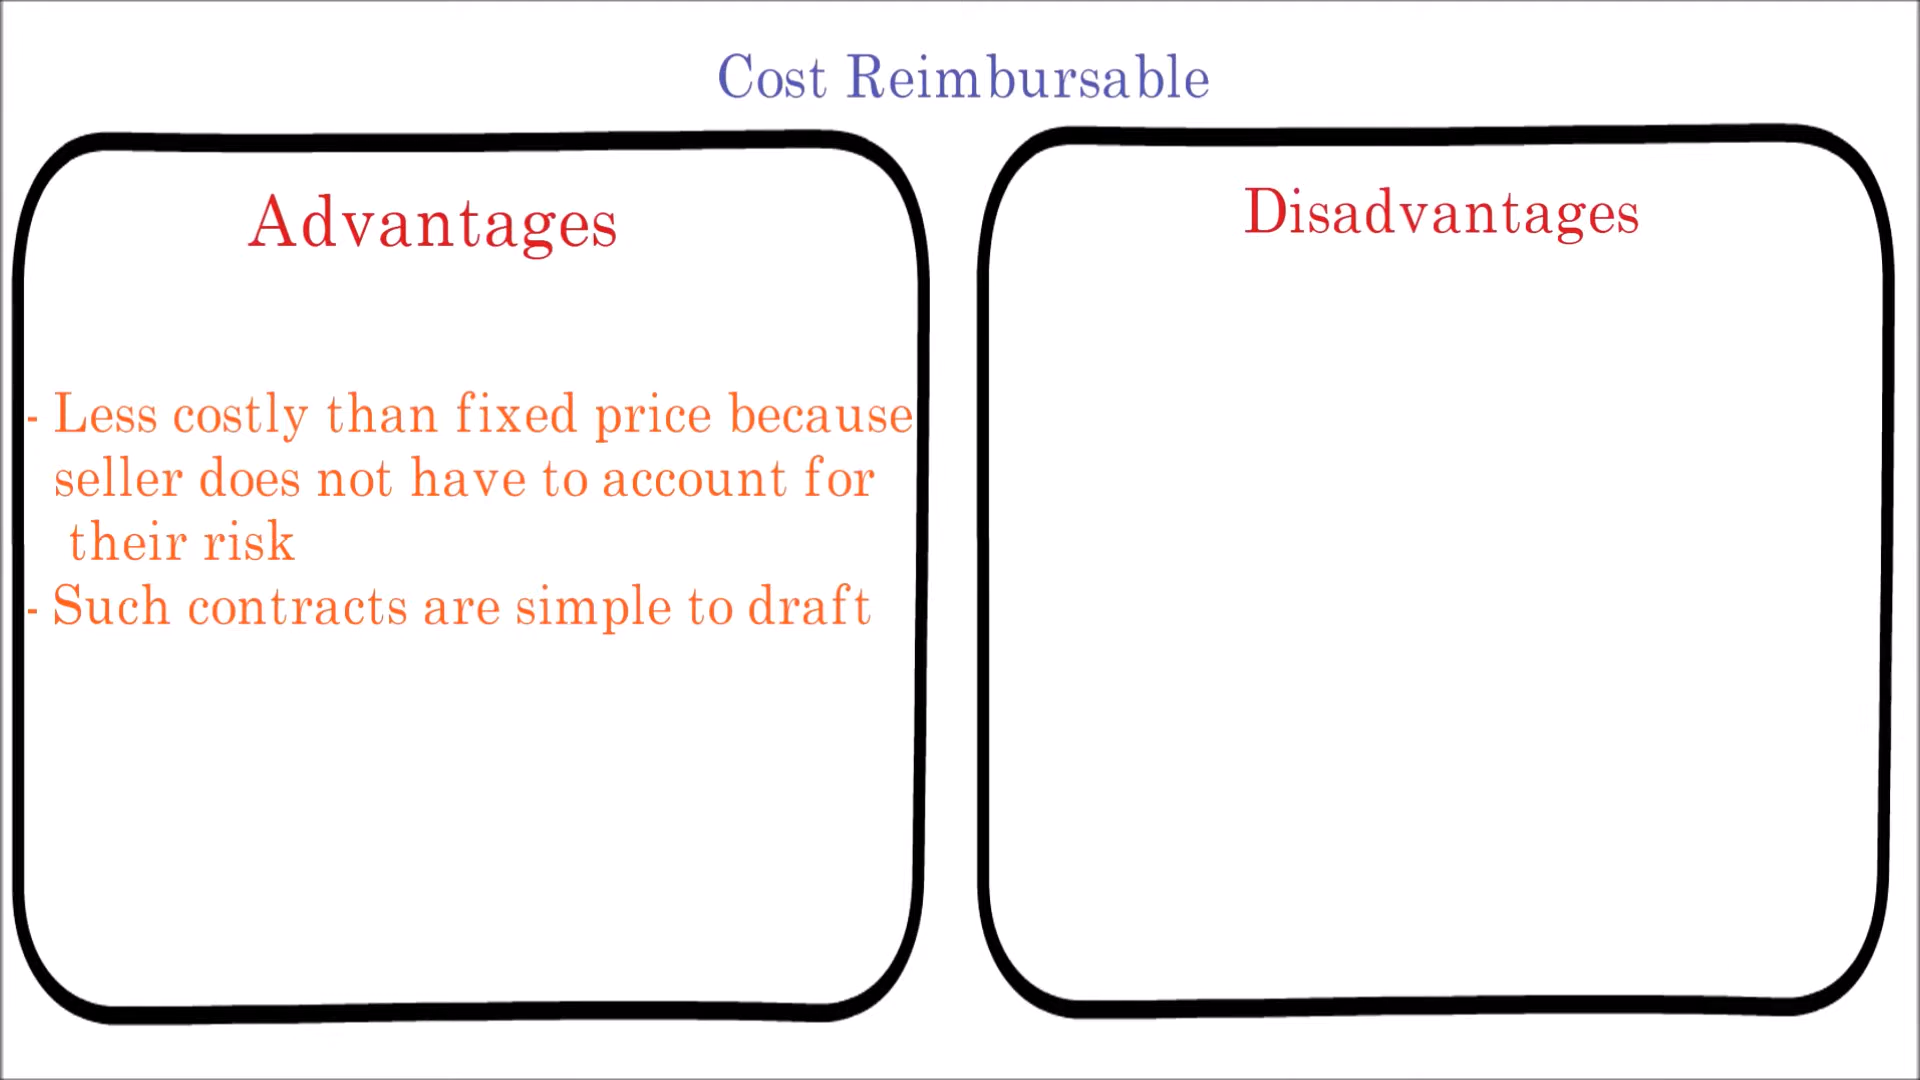 Cost Reimbursable
Advantages
- Less costly than fixed price because
seller does not have to account for
their risk
- Such contracts are simple to draft
Disadvantages